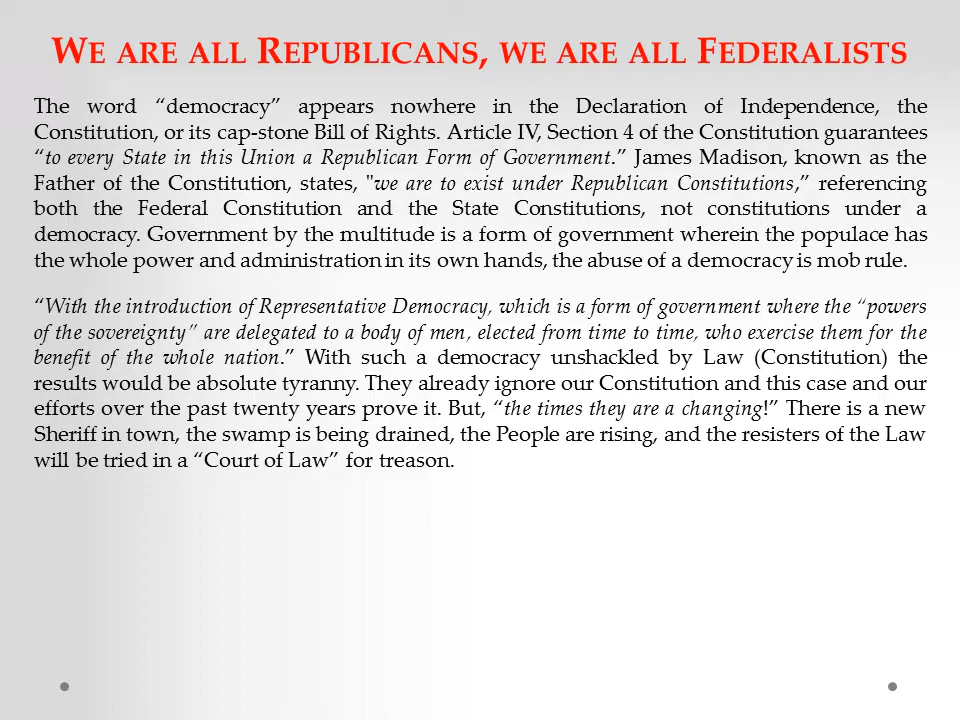 WE ARE ALL REPUBLICANS, WE ARE ALL FEDERALISTS
The word “democracy” appears nowhere in the Declaration of Independence, the
Constitution, or its cap-stone Bill of Rights. Article IV, Section 4 of the Constitution guarantees
“to every State in this Union a Republican Form of Government.” James Madison, known as the
Father of the Constitution, states, "we are to exist under Republican Constitutions,” referencing
both the Federal Constitution and the State Constitutions, not constitutions under a
democracy. Government by the multitude is a form of government wherein the populace has
the whole power and administration in its own hands, the abuse of a democracy is mob rule.
“With the introduction of Representative Democracy, which is a form of government where the “powers
of the sovereignty” are delegated to a body of men, elected from time to time, who exercise them for the
benefit of the whole nation.” With such a democracy unshackled by Law (Constitution) the
results would be absolute tyranny. They already ignore our Constitution and this case and our
efforts over the past twenty years prove it. But, “the times they are a changing!” There is a new
Sheriff in town, the swamp is being drained, the People are rising, and the resisters of the Law
will be tried in a “Court of Law” for treason.